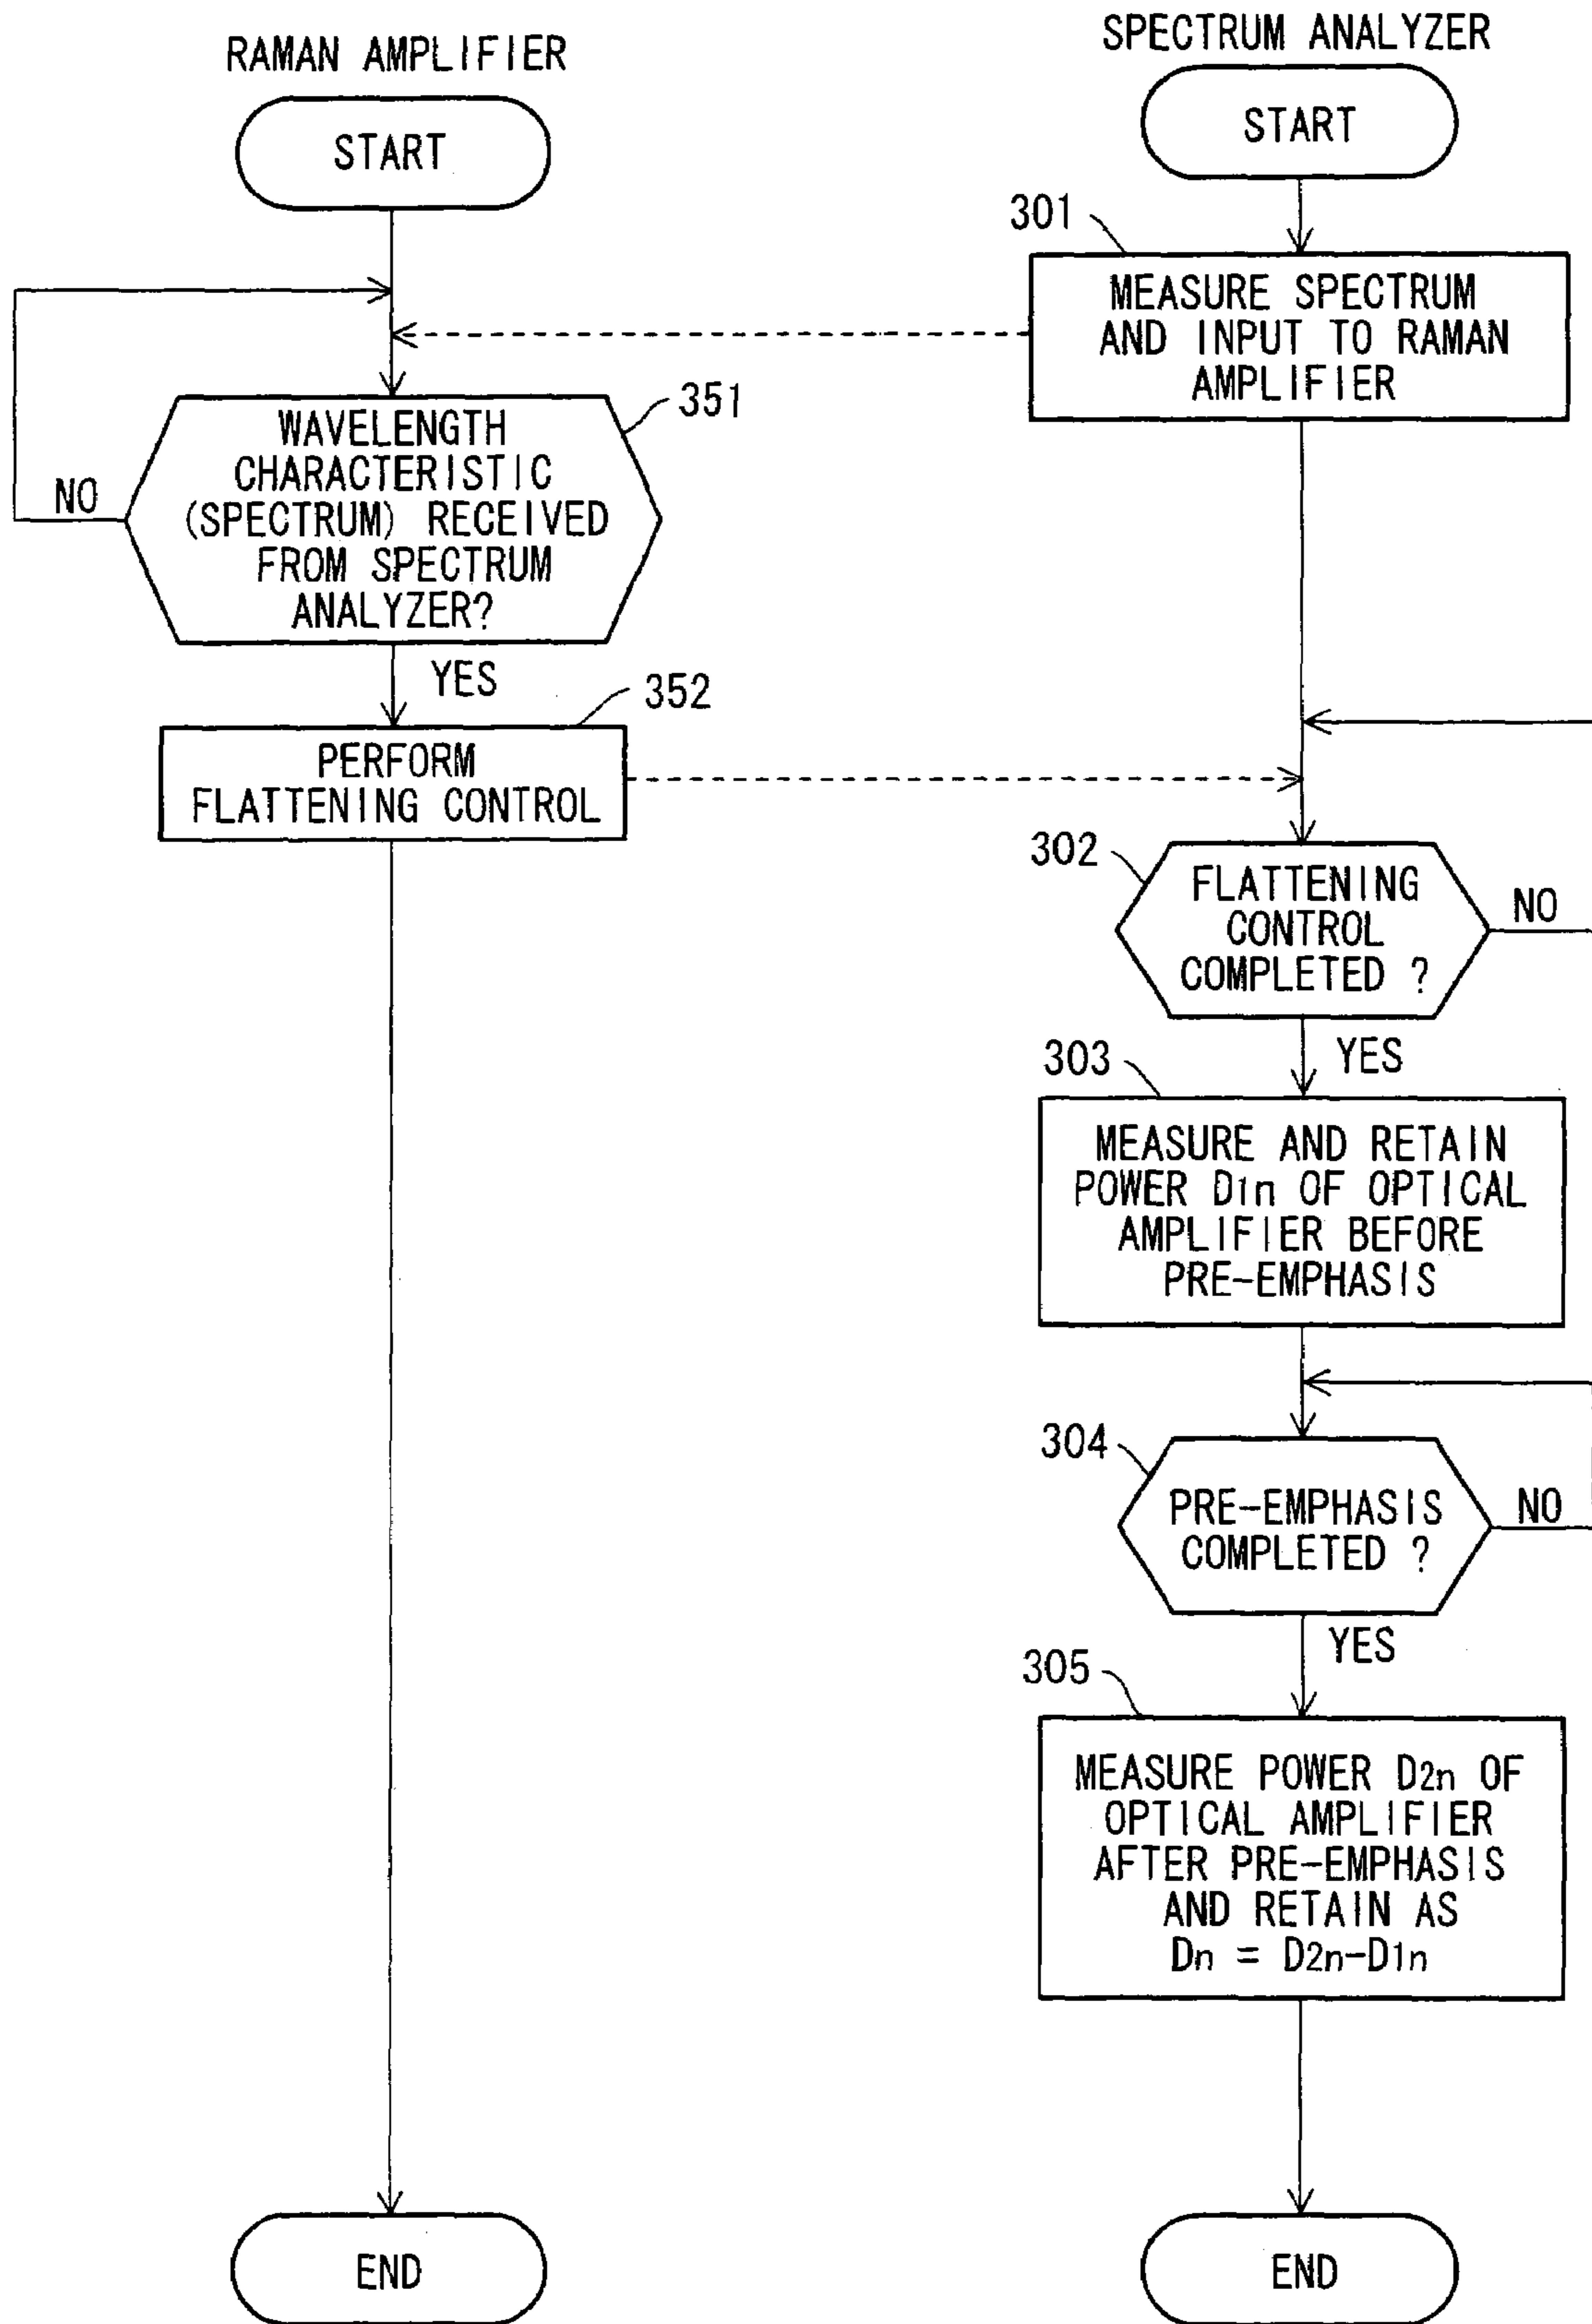 RAMAN AMPLIFIER
START
WAVELENGTH
CHARACTERISTIC
(SPECTRUM) RECEIVED
FROM SPECTRUM
ANALYZER?
351
NO
YES
352
PERFORM
FLATTENING CONTROL
END
SPECTRUM ANALYZER
START
301
MEASURE SPECTRUM
AND INPUT TO RAMAN
AMPLIFIER
302
FLATTENING
CONTROL
COMPLETED ?
NO
YES
303
MEASURE AND RETAIN
POWER D1n OF OPTICAL
AMPLIFIER BEFORE
PRE-EMPHASIS
304
PRE-EMPHASIS
COMPLETED ?
NO
YES
305
MEASURE POWER D2n OF
OPTICAL AMPLIFIER
AFTER PRE-EMPHASIS
AND RETAIN AS
Dn = D2n-D1n
END